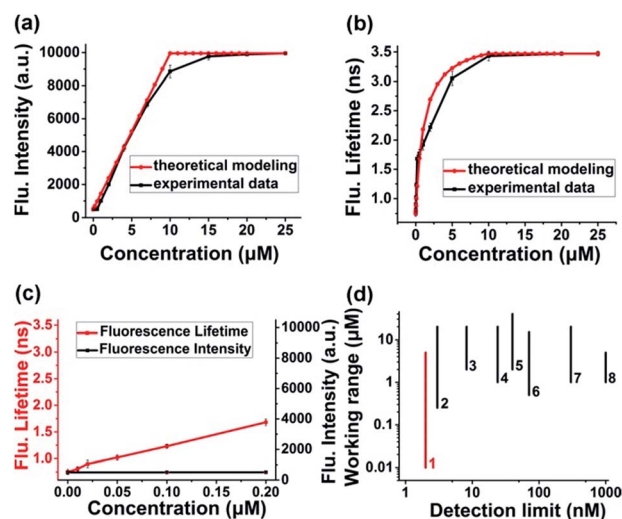 (a)
Flu. Intensity (a.u.)
10000
8000
6000
4000
2000
0
theoretical modeling
experimental data
0 5 10 15 20 25
Concentration (μM)
(b)
Flu. Lifetime (ns)
3.5
3.0
2.5
2.0
1.5
1.0
theoretical modeling
experimental data
0 5 10 15 20 25
Concentration (μM)
(c)
Flu. Lifetime (ns)
3.5
3.0
2.5
2.0
1.5
1.0
Fluorescence Lifetime
Fluorescence Intensity
10000
8000
6000
4000
2000
0
Flu. Intensity (a.u.)
0.00 0.05 0.10 0.15 0.20
Concentration (μM)
(d)
Working range (μM)
10
1
0.1
0.01
1
2
3
4
5
6
7
8
1 10 100 1000
Detection limit (nM)